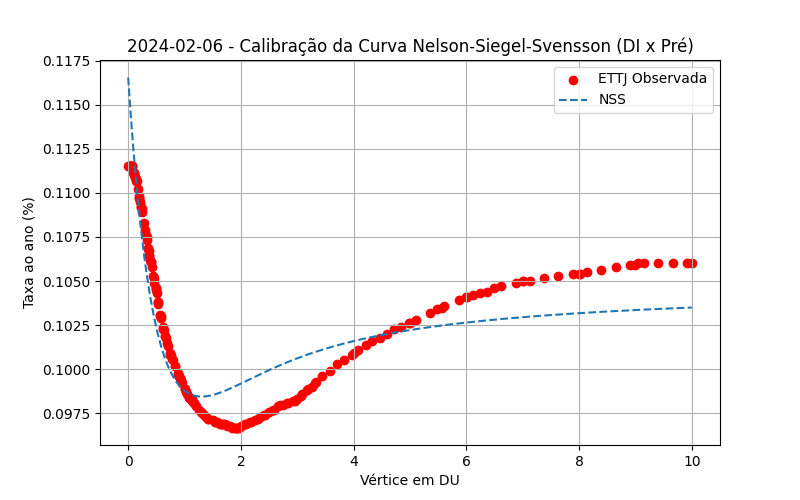 2024-02-06 - Calibração da Curva Nelson-Siegel-Svensson (DI x Pré)
0.1175
0.1150
0.1125
0.1100
0.1075
0.1050
0.1025
0.1000
0.0975
Taxa ao ano (%)
ETTJ Observada
NSS
0 2 4 6 8 10
Vértice em DU